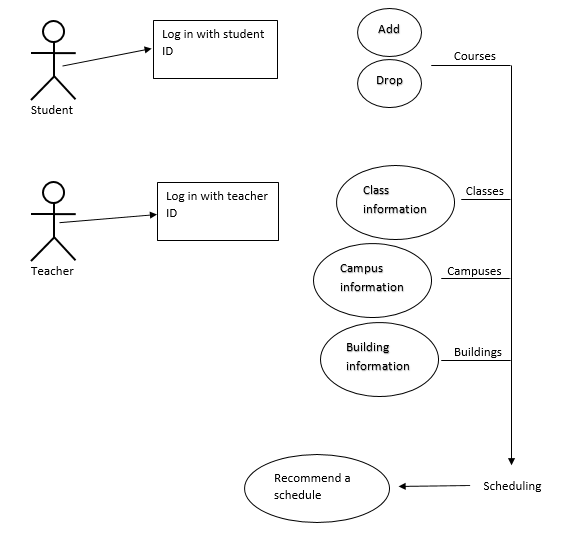 Log in with student
ID
Student
Add
Drop
Courses
Log in with teacher
ID
Teacher
Class
information
Classes
Campus
information
Campuses
Building
information
Buildings
Recommend a
schedule
Scheduling